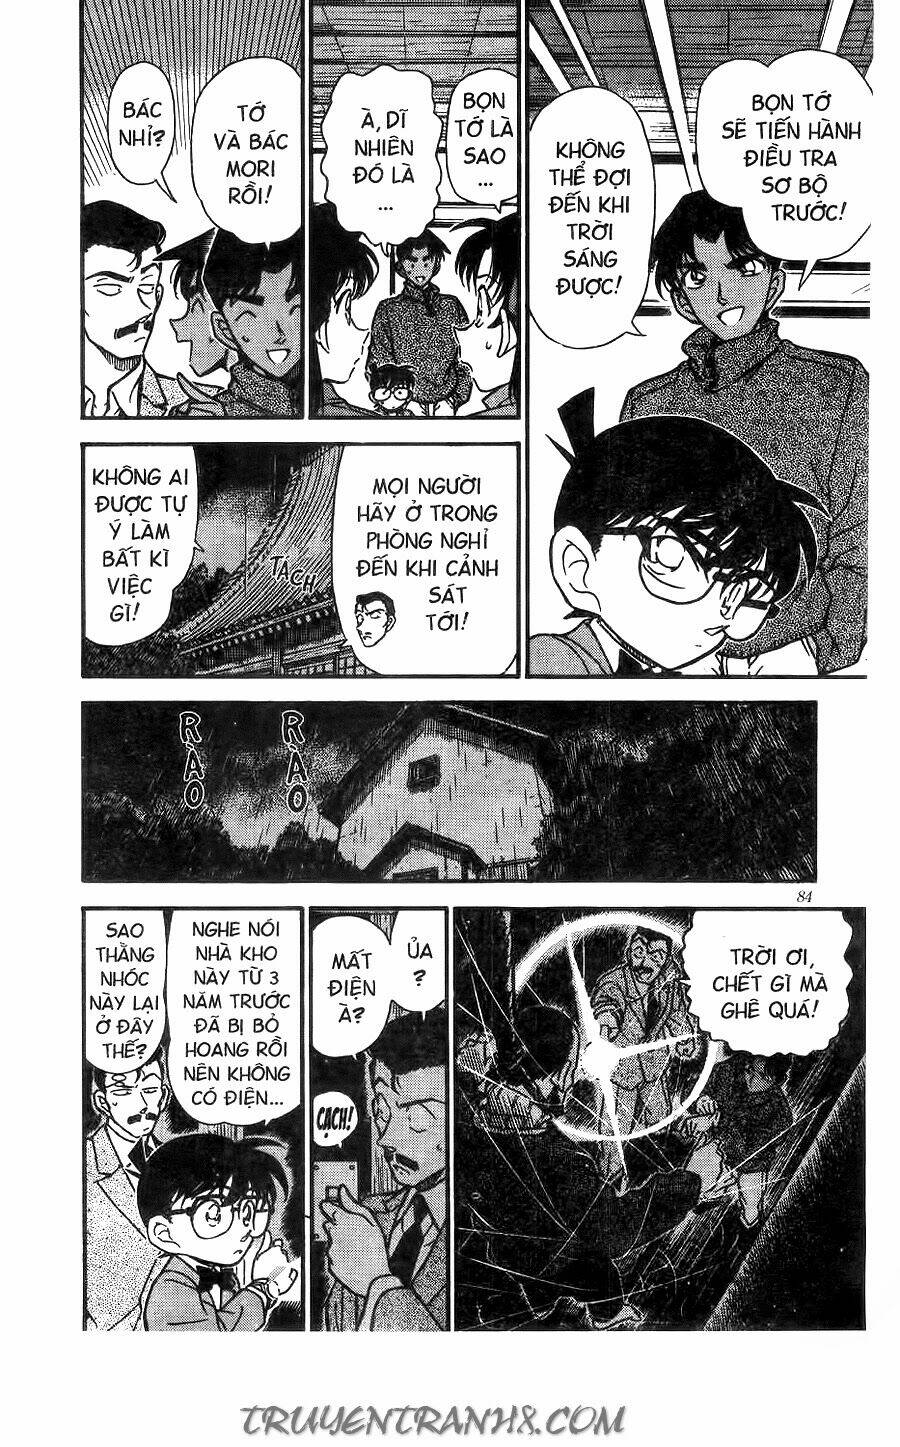 BỌN TỚ
SẼ TIẾN HÀNH
ĐIỀU TRA
SƠ BỘ
TRƯỚC!
KHÔNG
THỂ ĐỢI
ĐẾN KHI
TRỜI
SÁNG
ĐƯỢC!
BỌN
TỚ LÀ
SAO
...
À, DĨ
NHIÊN
ĐÓ LÀ
...
TỚ
VÀ BÁC
MORI
RỒI!
BÁC
NHỈ?
MỌI NGƯỜI
HÃY Ở TRONG
PHÒNG NGHỈ
ĐẾN KHI CẢNH
SÁT
TỚI!
TÁCH
KHÔNG AI
ĐƯỢC TỰ
Ý LÀM
BẤT KÌ
VIỆC
GÌ!
RÀO
RÀO
84
TRỜI ƠI,
CHẾT GÌ MÀ
GHÊ QUÁ!
ỦA
?
MẤT
ĐIỆN
À?
CẠCH!
NGHE NÓI
NHÀ KHO
NÀY TỪ 3
NĂM TRƯỚC
ĐÃ BỊ BỎ
HOANG RỒI
NÊN KHÔNG
CÓ ĐIỆN...
SAO
THẰNG
NHÓC
NÀY LẠI
Ở ĐÂY
THẾ?
TRUYENTRANH8.COM